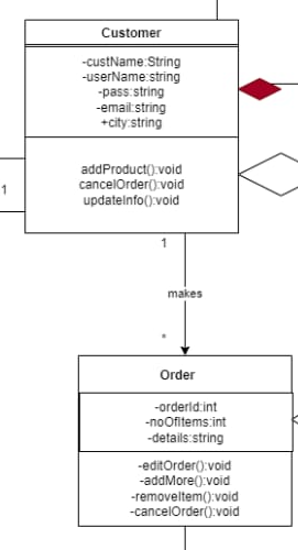 Customer
-custName:String
-userName:string
-pass:string
-email:string
+city:string
addProduct():void
cancelOrder():void
updateInfo():void
1
1
makes
*
Order
-orderId:int
-noOfItems:int
-details:string
-editOrder():void
-addMore():void
-removeItem():void
-cancelOrder():void